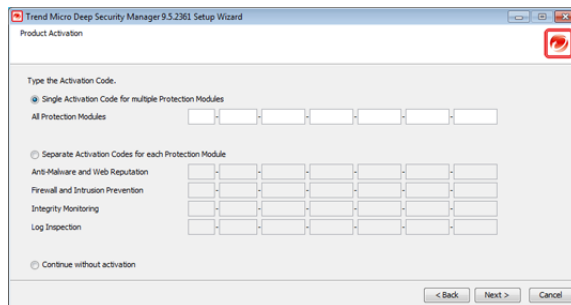 Trend Micro Deep Security Manager 9.5.2361 Setup Wizard
Product Activation
Type the Activation Code.
Single Activation Code for multiple Protection Modules
All Protection Modules - - - - - -
Separate Activation Codes for each Protection Module
Anti-Malware and Web Reputation - - - - - -
Firewall and Intrusion Prevention - - - - - -
Integrity Monitoring - - - - - -
Log Inspection - - - - - -
Continue without activation
< Back Next > Cancel